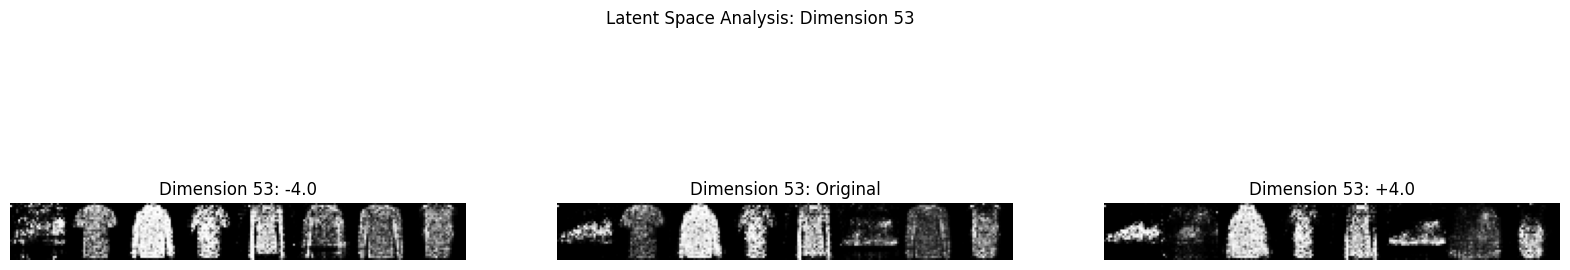 Latent Space Analysis: Dimension 53
Dimension 53: -4.0
Dimension 53: Original
Dimension 53: +4.0